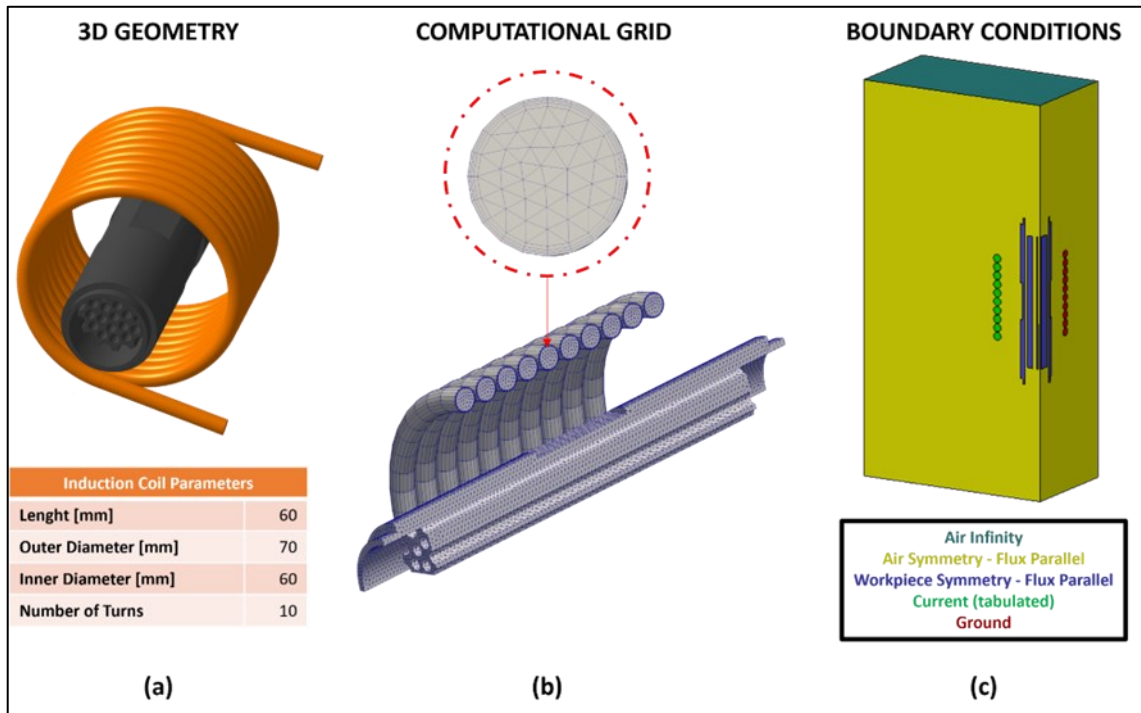 3D GEOMETRY
COMPUTATIONAL GRID
BOUNDARY CONDITIONS
Induction Coil Parameters
Lenght [mm] 60
Outer Diameter [mm] 70
Inner Diameter [mm] 60
Number of Turns 10
Air Infinity
Air Symmetry - Flux Parallel
Workpiece Symmetry - Flux Parallel
Current (tabulated)
Ground
(a)
(b)
(c)